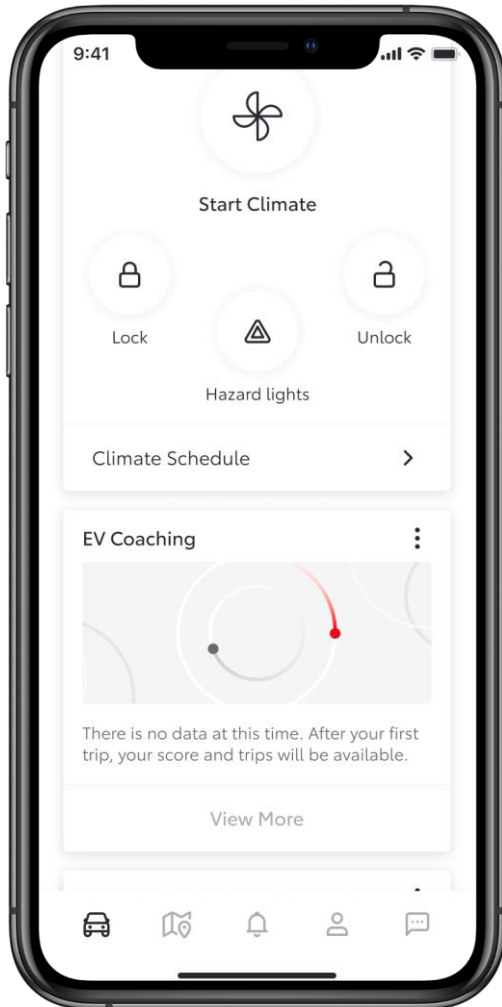 9:41
Start Climate
Lock
Unlock
Hazard lights
Climate Schedule
EV Coaching
There is no data at this time. After your first
trip, your score and trips will be available.
View More